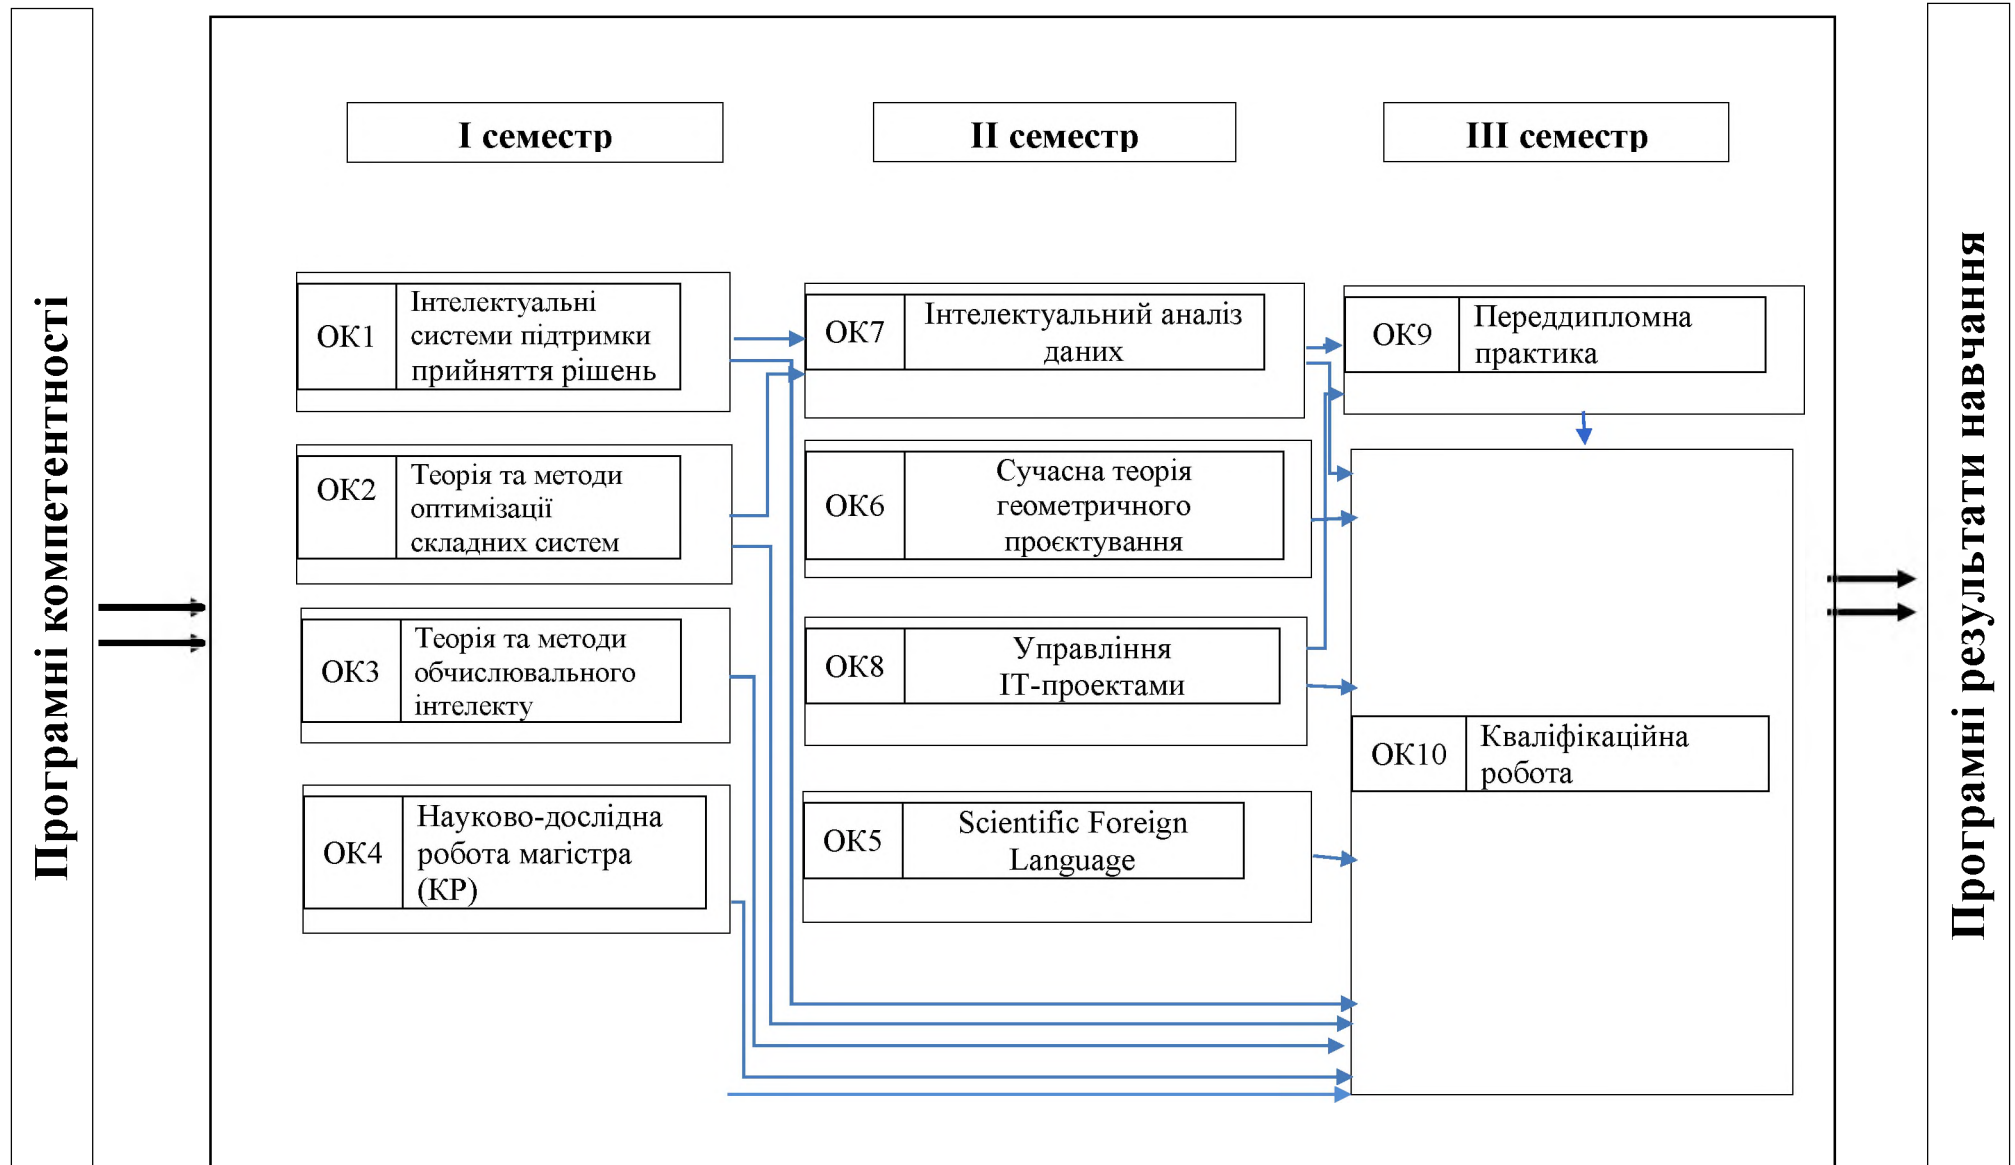 Програмні компетентності
I семестр
II семестр
III семестр
ОК1
Інтелектуальні
системи підтримки
прийняття рішень
ОК2
Теорія та методи
оптимізації
складних систем
ОК3
Теорія та методи
обчислювального
інтелекту
ОК4
Науково-дослідна
робота магістра
(КР)
ОК7
Інтелектуальний аналіз
даних
ОК6
Сучасна теорія
геометричного
проєктування
ОК8
Управління
ІТ-проектами
ОК5
Scientific Foreign
Language
ОК9
Переддипломна
практика
ОК10
Кваліфікаційна
робота
Програмні результати навчання